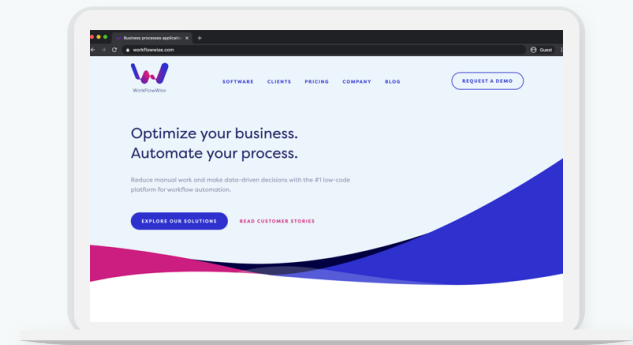 Business processes applicatio
workflowwise.com
Guest
WorkFlowWise
SOFTWARE CLIENTS PRICING COMPANY BLOG
REQUEST A DEMO
Optimize your business.
Automate your process.
Reduce manual work and make data-driven decisions with the #1 low-code
platform for workflow automation.
EXPLORE OUR SOLUTIONS READ CUSTOMER STORIES